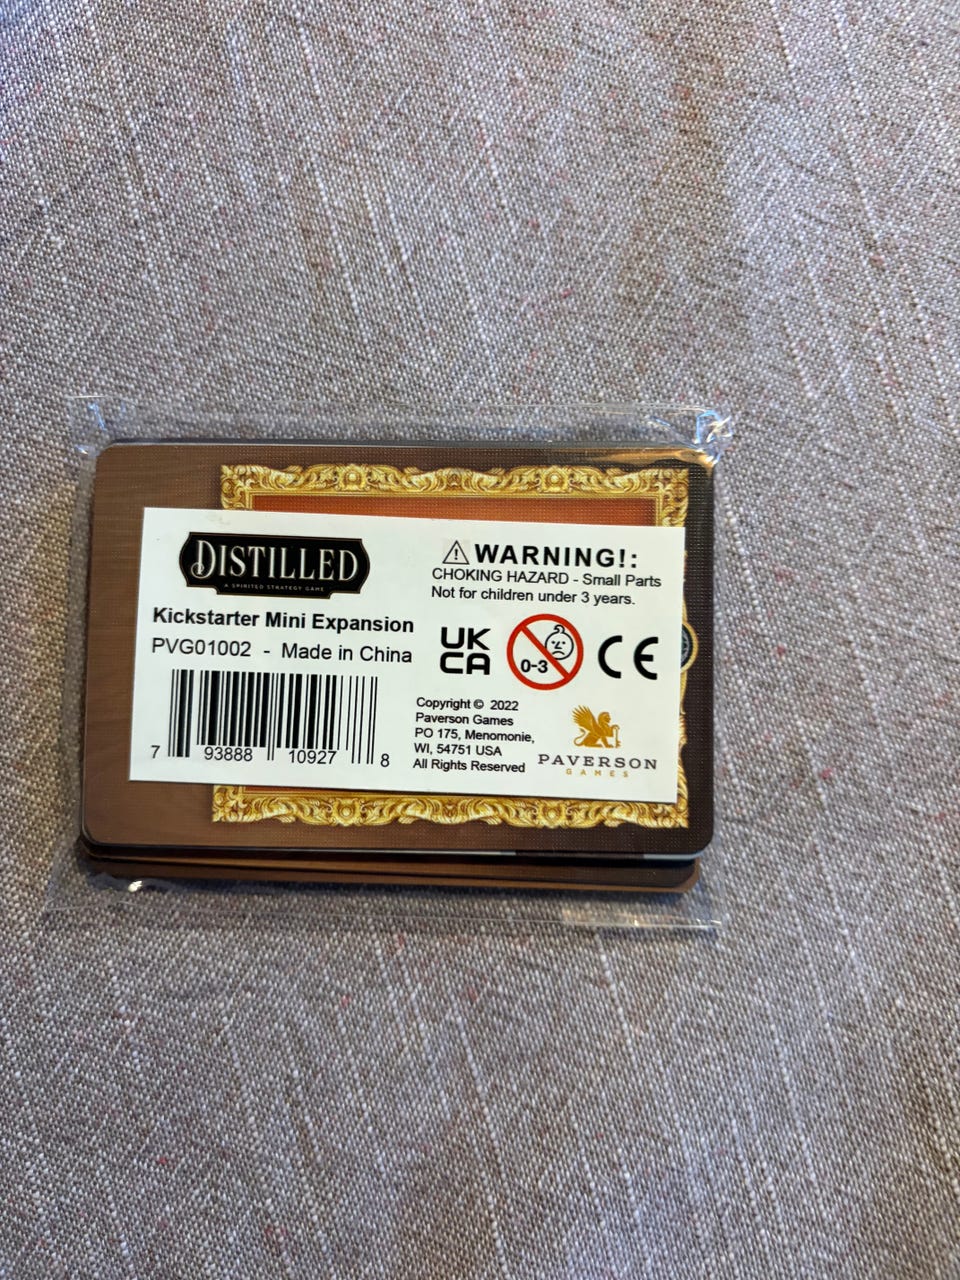 DISTILLED
A SPIRITED STRATEGY GAME
Kickstarter Mini Expansion
PVG01002 - Made in China
7 93888 10927 8
WARNING!:
CHOKING HAZARD - Small Parts
Not for children under 3 years.
UK
CA
0-3
CE
Copyright © 2022
Paverson Games
PO 175, Menomonie,
WI, 54751 USA
All Rights Reserved
PAVERSON
GAMES